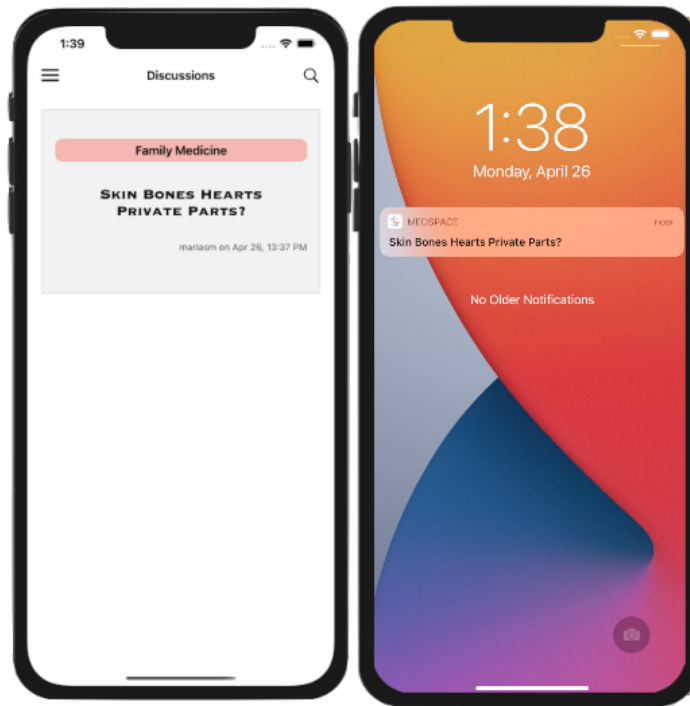 1:39
Discussions
Family Medicine
SKIN BONES HEARTS
PRIVATE PARTS?
mariasm on Apr 26, 13:37 PM
1:38
Monday, April 26
MEDSPACE
now
Skin Bones Hearts Private Parts?
No Older Notifications